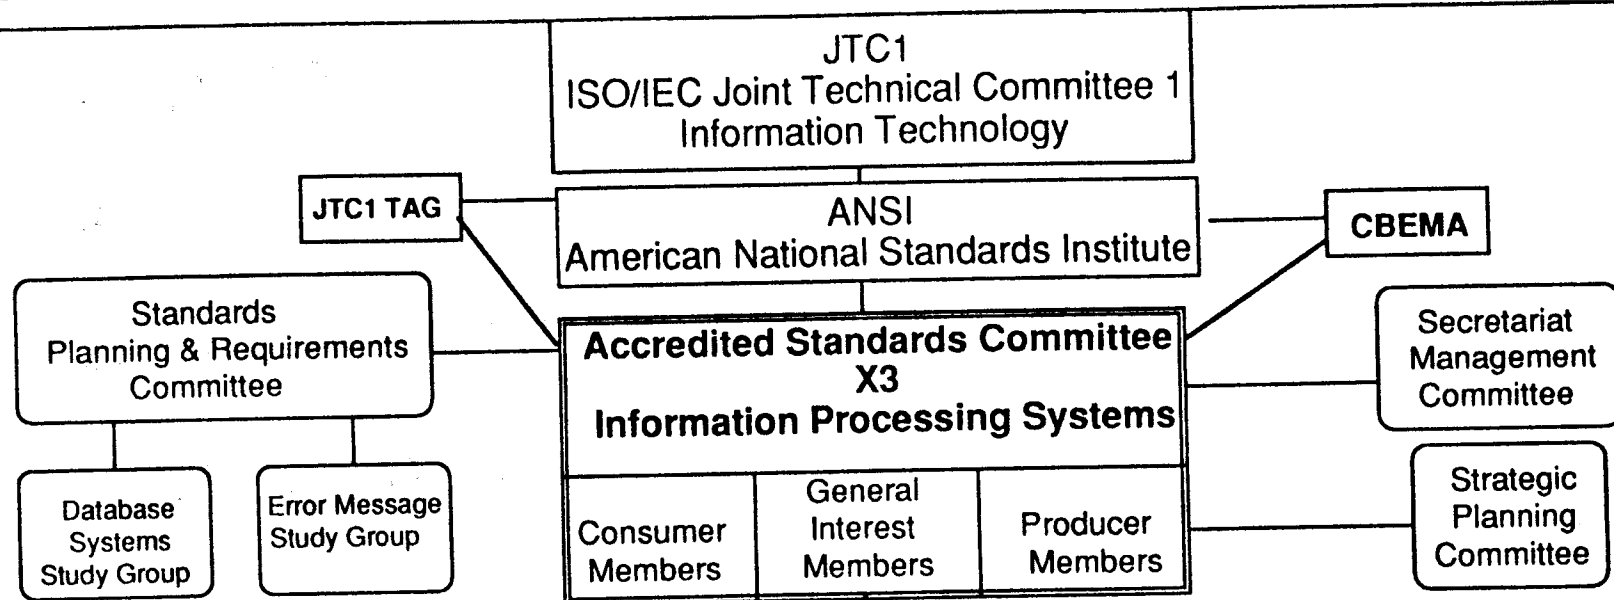 JTC1
ISO/IEC Joint Technical Committee 1
Information Technology
JTC1 TAG
ANSI
American National Standards Institute
CBEMA
Standards
Planning & Requirements
Committee
Accredited Standards Committee
X3
Information Processing Systems
Secretariat
Management
Committee
Database
Systems
Study Group
Error Message
Study Group
Consumer
Members
General
Interest
Members
Producer
Members
Strategic
Planning
Committee